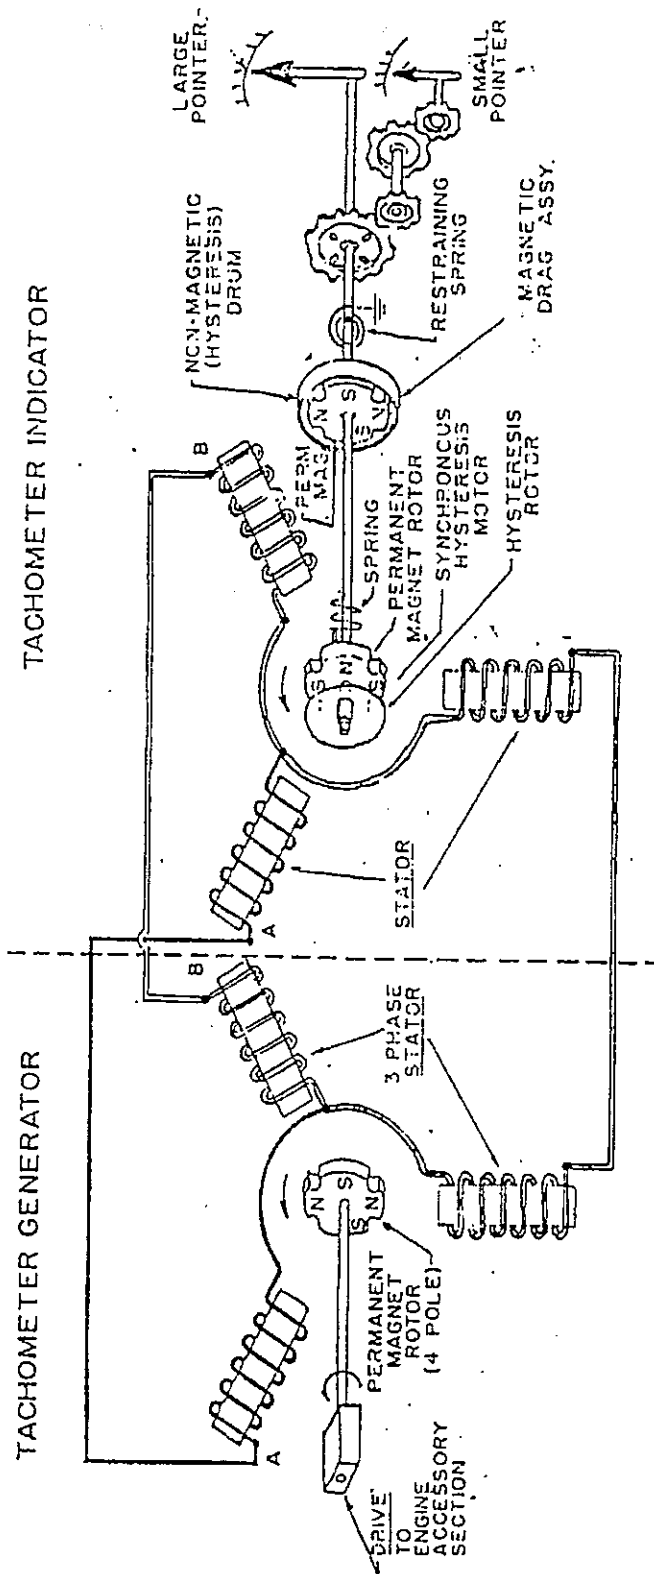 TACHOMETER GENERATOR
TACHOMETER INDICATOR
A
B
A
B
DRIVE
TO
ENGINE
ACCESSORY
SECTION
PERMANENT
MAGNET
ROTOR
(4 POLE)
N
S
S
N
3 PHASE
STATOR
STATOR
S
N
S
SPRING
PERMANENT
MAGNET ROTOR
SYNCHRONOUS
HYSTERESIS
MOTOR
HYSTERESIS
ROTOR
PERM
MAG
N
S
S
N
NON-MAGNETIC
(HYSTERESIS)
DRUM
RESTRAINING
SPRING
MAGNETIC
DRAG ASSY.
LARGE
POINTER
SMALL
POINTER